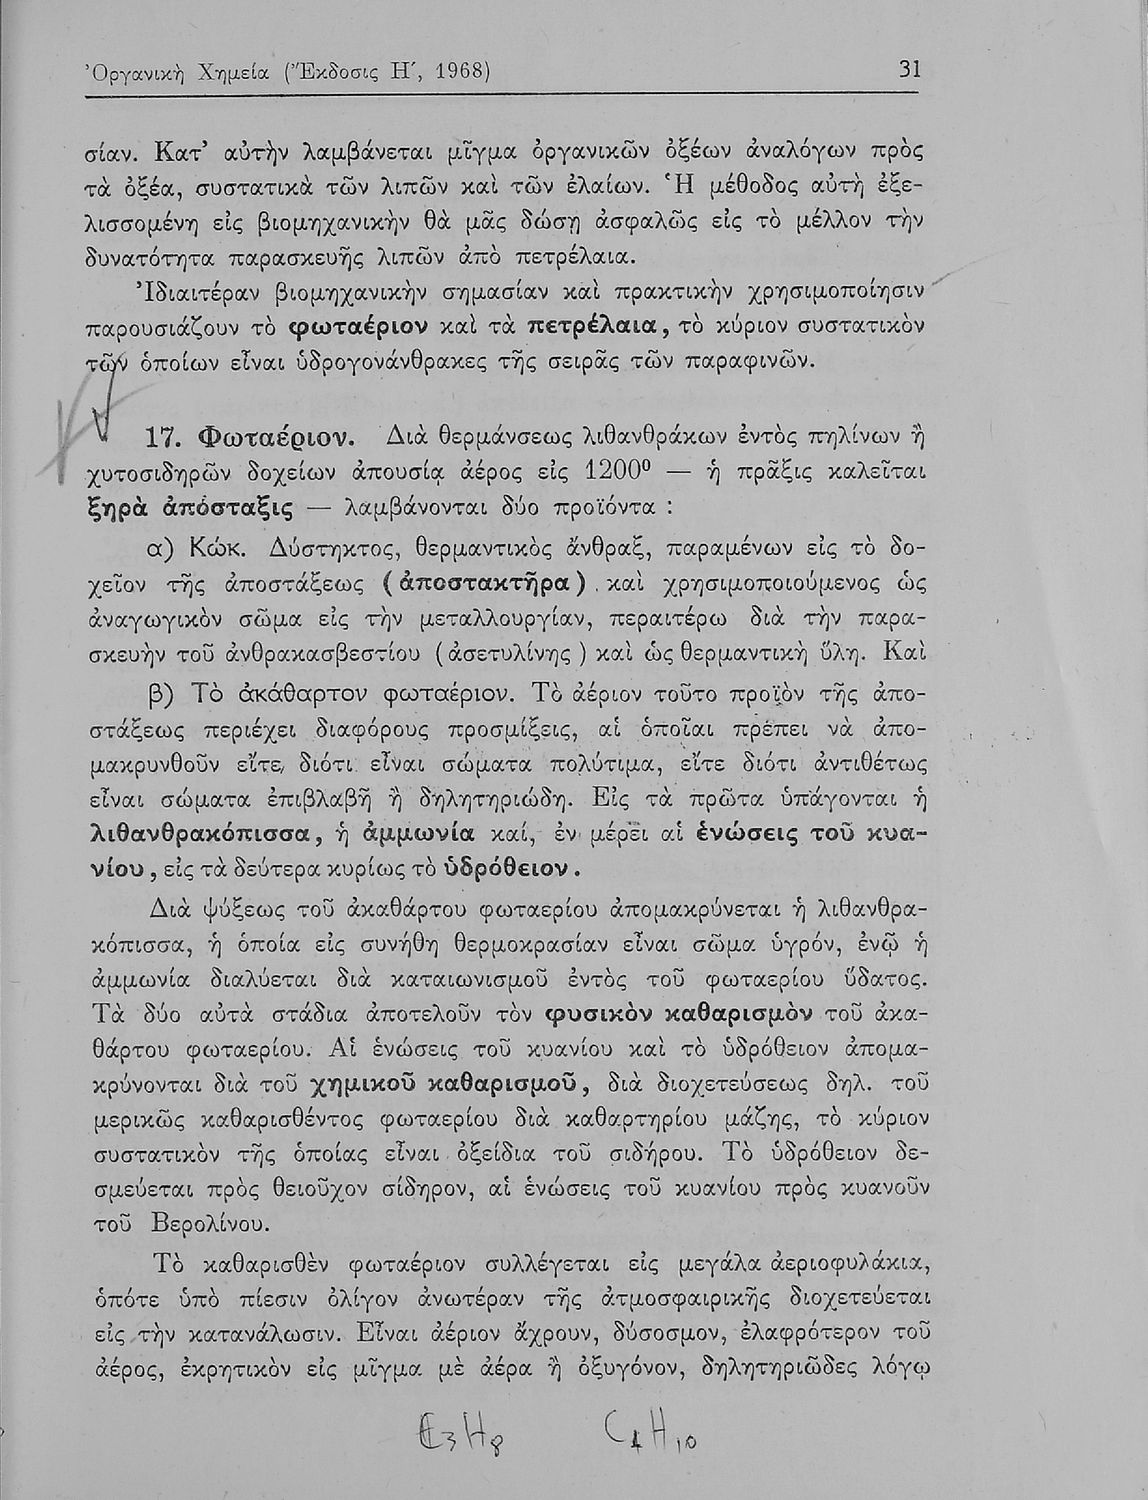 Ὀργανικὴ Χημεία (Ἔκδοσις Η΄, 1968) 31
σίαν. Κατ’ αὐτὴν λαμβάνεται μῖγμα ὀργανικῶν ὀξέων ἀναλόγων πρὸς
τὰ ὀξέα, συστατικὰ τῶν λιπῶν καὶ τῶν ἐλαίων. Ἡ μέθοδος αὐτὴ ἐξε-
λισσομένη εἰς βιομηχανικὴν θὰ μᾶς δώσῃ ἀσφαλῶς εἰς τὸ μέλλον τὴν
δυνατότητα παρασκευῆς λιπῶν ἀπὸ πετρέλαια.
Ἰδιαιτέραν βιομηχανικὴν σημασίαν καὶ πρακτικὴν χρησιμοποίησιν
παρουσιάζουν τὸ φωταέριον καὶ τὰ πετρέλαια, τὸ κύριον συστατικὸν
τῶν ὁποίων εἶναι ὑδρογονάνθρακες τῆς σειρᾶς τῶν παραφινῶν.
17. Φωταέριον. Διὰ θερμάνσεως λιθανθράκων ἐντὸς πηλίνων ἢ
χυτοσιδηρῶν δοχείων ἀπουσίᾳ ἀέρος εἰς 1200⁰ — ἡ πρᾶξις καλεῖται
ξηρὰ ἀπόσταξις — λαμβάνονται δύο προϊόντα :
α) Κώκ. Δύστηκτος, θερμαντικὸς ἄνθραξ, παραμένων εἰς τὸ δο-
χεῖον τῆς ἀποστάξεως (ἀποστακτῆρα) καὶ χρησιμοποιούμενος ὡς
ἀναγωγικὸν σῶμα εἰς τὴν μεταλλουργίαν, περαιτέρω διὰ τὴν παρα-
σκευὴν τοῦ ἀνθρακασβεστίου (ἀσετυλίνης) καὶ ὡς θερμαντικὴ ὕλη. Καὶ
β) Τὸ ἀκάθαρτον φωταέριον. Τὸ ἀέριον τοῦτο προϊὸν τῆς ἀπο-
στάξεως περιέχει διαφόρους προσμίξεις, αἱ ὁποῖαι πρέπει νὰ ἀπο-
μακρυνθοῦν εἴτε διότι εἶναι σώματα πολύτιμα, εἴτε διότι ἀντιθέτως
εἶναι σώματα ἐπιβλαβῆ ἢ δηλητηριώδη. Εἰς τὰ πρῶτα ὑπάγονται ἡ
λιθανθρακόπισσα, ἡ ἀμμωνία καί, ἐν μέρει αἱ ἑνώσεις τοῦ κυα-
νίου, εἰς τὰ δεύτερα κυρίως τὸ ὑδρόθειον.
Διὰ ψύξεως τοῦ ἀκαθάρτου φωταερίου ἀπομακρύνεται ἡ λιθανθρα-
κόπισσα, ἡ ὁποία εἰς συνήθη θερμοκρασίαν εἶναι σῶμα ὑγρόν, ἐνῷ ἡ
ἀμμωνία διαλύεται διὰ καταιωνισμοῦ ἐντὸς τοῦ φωταερίου ὕδατος.
Τὰ δύο αὐτὰ στάδια ἀποτελοῦν τὸν φυσικὸν καθαρισμὸν τοῦ ἀκα-
θάρτου φωταερίου. Αἱ ἑνώσεις τοῦ κυανίου καὶ τὸ ὑδρόθειον ἀπομα-
κρύνονται διὰ τοῦ χημικοῦ καθαρισμοῦ, διὰ διοχετεύσεως δηλ. τοῦ
μερικῶς καθαρισθέντος φωταερίου διὰ καθαρτηρίου μάζης, τὸ κύριον
συστατικὸν τῆς ὁποίας εἶναι ὀξείδια τοῦ σιδήρου. Τὸ ὑδρόθειον δε-
σμεύεται πρὸς θειοῦχον σίδηρον, αἱ ἑνώσεις τοῦ κυανίου πρὸς κυανοῦν
τοῦ Βερολίνου.
Τὸ καθαρισθὲν φωταέριον συλλέγεται εἰς μεγάλα ἀεριοφυλάκια,
ὁπότε ὑπὸ πίεσιν ὀλίγον ἀνωτέραν τῆς ἀτμοσφαιρικῆς διοχετεύεται
εἰς τὴν κατανάλωσιν. Εἶναι ἀέριον ἄχρουν, δύσοσμον, ἐλαφρότερον τοῦ
ἀέρος, ἐκρητικὸν εἰς μῖγμα μὲ ἀέρα ἢ ὀξυγόνον, δηλητηριῶδες λόγῳ
C₃H₈ C₄H₁₀